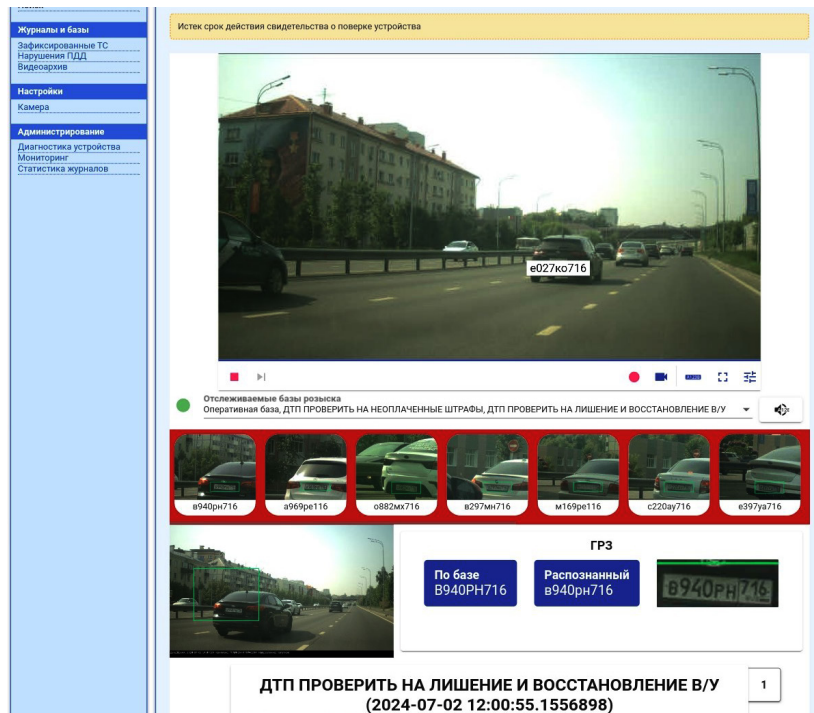 Журналы и базы
Зафиксированные ТС
Нарушения ПДД
Видеоархив
Настройки
Камера
Администрирование
Диагностика устройства
Мониторинг
Статистика журналов
Истек срок действия свидетельства о поверке устройства
е027ко716
Отслеживаемые базы розыска
Оперативная база, ДТП ПРОВЕРИТЬ НА НЕОПЛАЧЕННЫЕ ШТРАФЫ, ДТП ПРОВЕРИТЬ НА ЛИШЕНИЕ И ВОССТАНОВЛЕНИЕ В/У
в940рн716 а969ре116 о882мх716 в297мн716 м169ре116 с220ау716 е397уа716
ГРЗ
По базе Распознанный
В940РН716 в940рн716
В940РН 716
ДТП ПРОВЕРИТЬ НА ЛИШЕНИЕ И ВОССТАНОВЛЕНИЕ В/У
(2024-07-02 12:00:55.1556898)
1